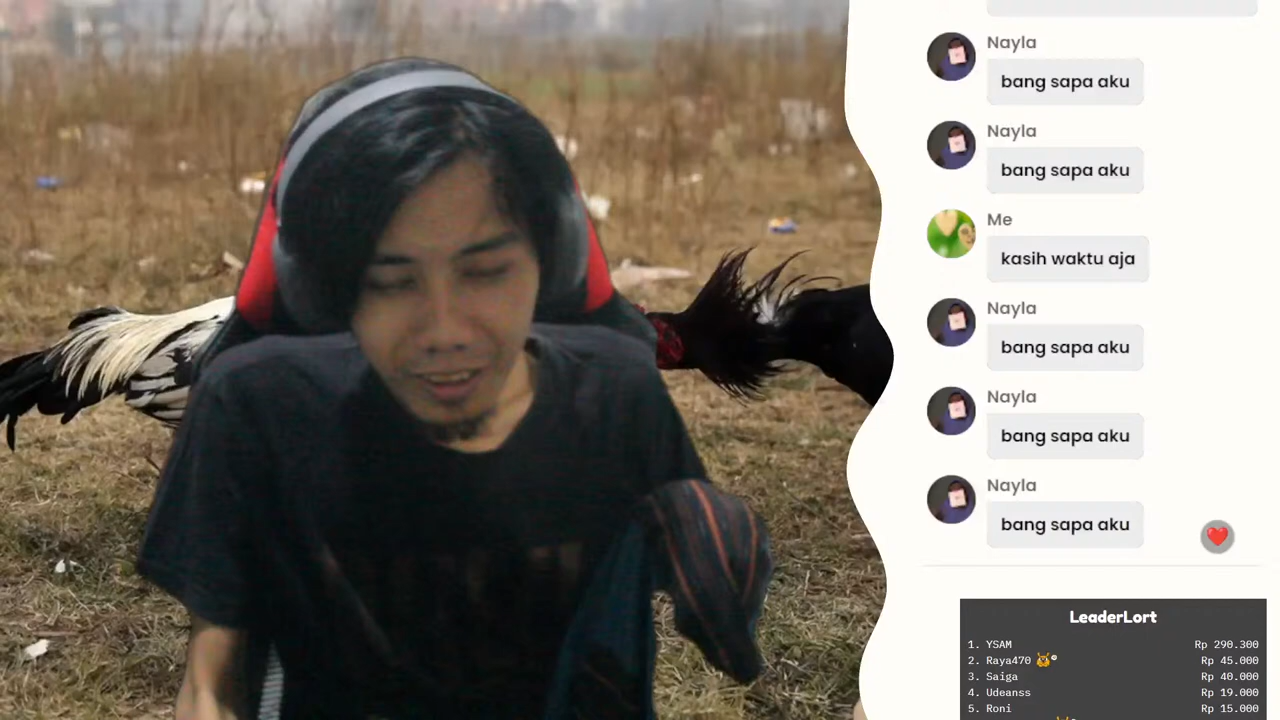 Nayla
bang sapa aku
Nayla
bang sapa aku
Me
kasih waktu aja
Nayla
bang sapa aku
Nayla
bang sapa aku
Nayla
bang sapa aku
LeaderLort
1. YSAM Rp 290.300
2. Raya470 Rp 45.000
3. Saiga Rp 40.000
4. Udeanss Rp 19.000
5. Roni Rp 15.000